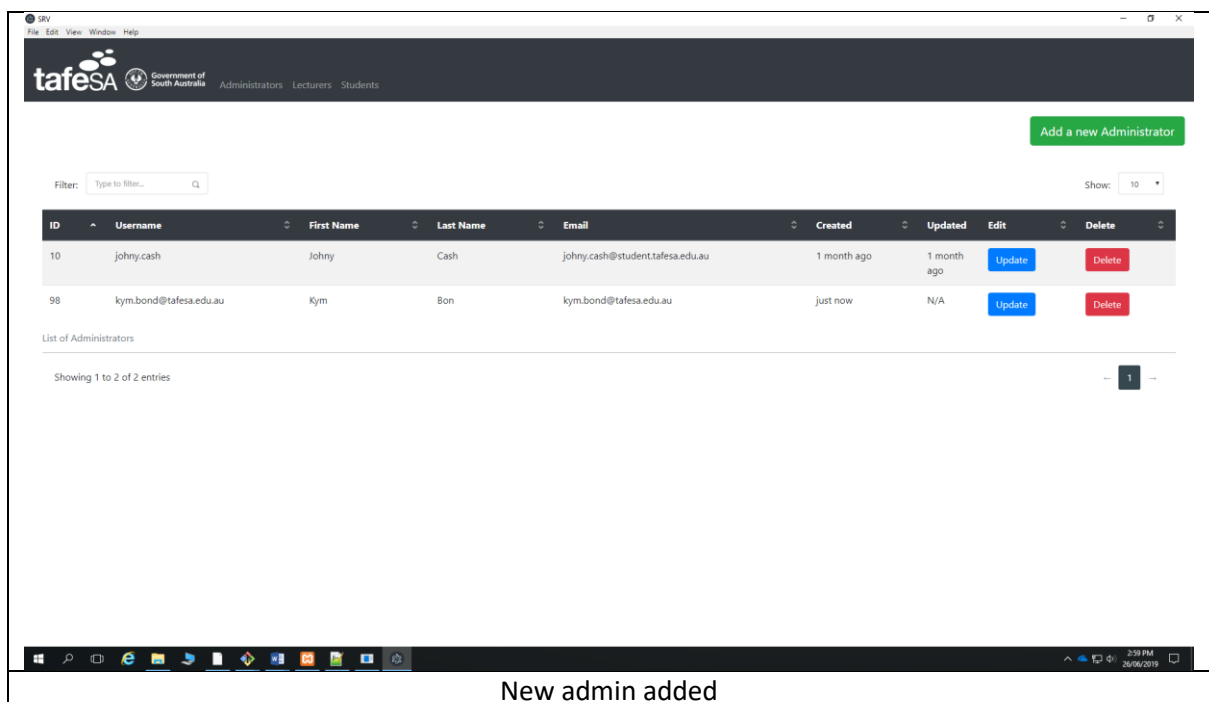 SRV
File Edit View Window Help
tafeSA Government of South Australia Administrators Lecturers Students
Add a new Administrator
Filter: Type to filter... Show: 10
ID Username First Name Last Name Email Created Updated Edit Delete
10 johny.cash Johny Cash johny.cash@student.tafesa.edu.au 1 month ago 1 month ago Update Delete
98 kym.bond@tafesa.edu.au Kym Bon kym.bond@tafesa.edu.au just now N/A Update Delete
List of Administrators
Showing 1 to 2 of 2 entries
← 1 →
2:59 PM
26/06/2019
New admin added